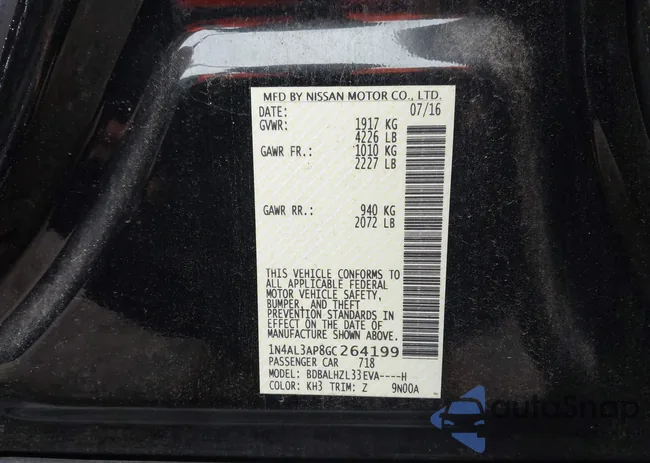 MFD BY NISSAN MOTOR CO., LTD.
DATE: 07/16
GVWR: 1917 KG
4226 LB
GAWR FR.: 1010 KG
2227 LB
GAWR RR.: 940 KG
2072 LB
THIS VEHICLE CONFORMS TO
ALL APPLICABLE FEDERAL
MOTOR VEHICLE SAFETY,
BUMPER, AND THEFT
PREVENTION STANDARDS IN
EFFECT ON THE DATE OF
MANUFACTURE SHOWN ABOVE.
1N4AL3AP8GC264199
PASSENGER CAR 718
MODEL: BDBALHZL33EVA----H
COLOR: KH3 TRIM: Z 9N00A
autoSnap